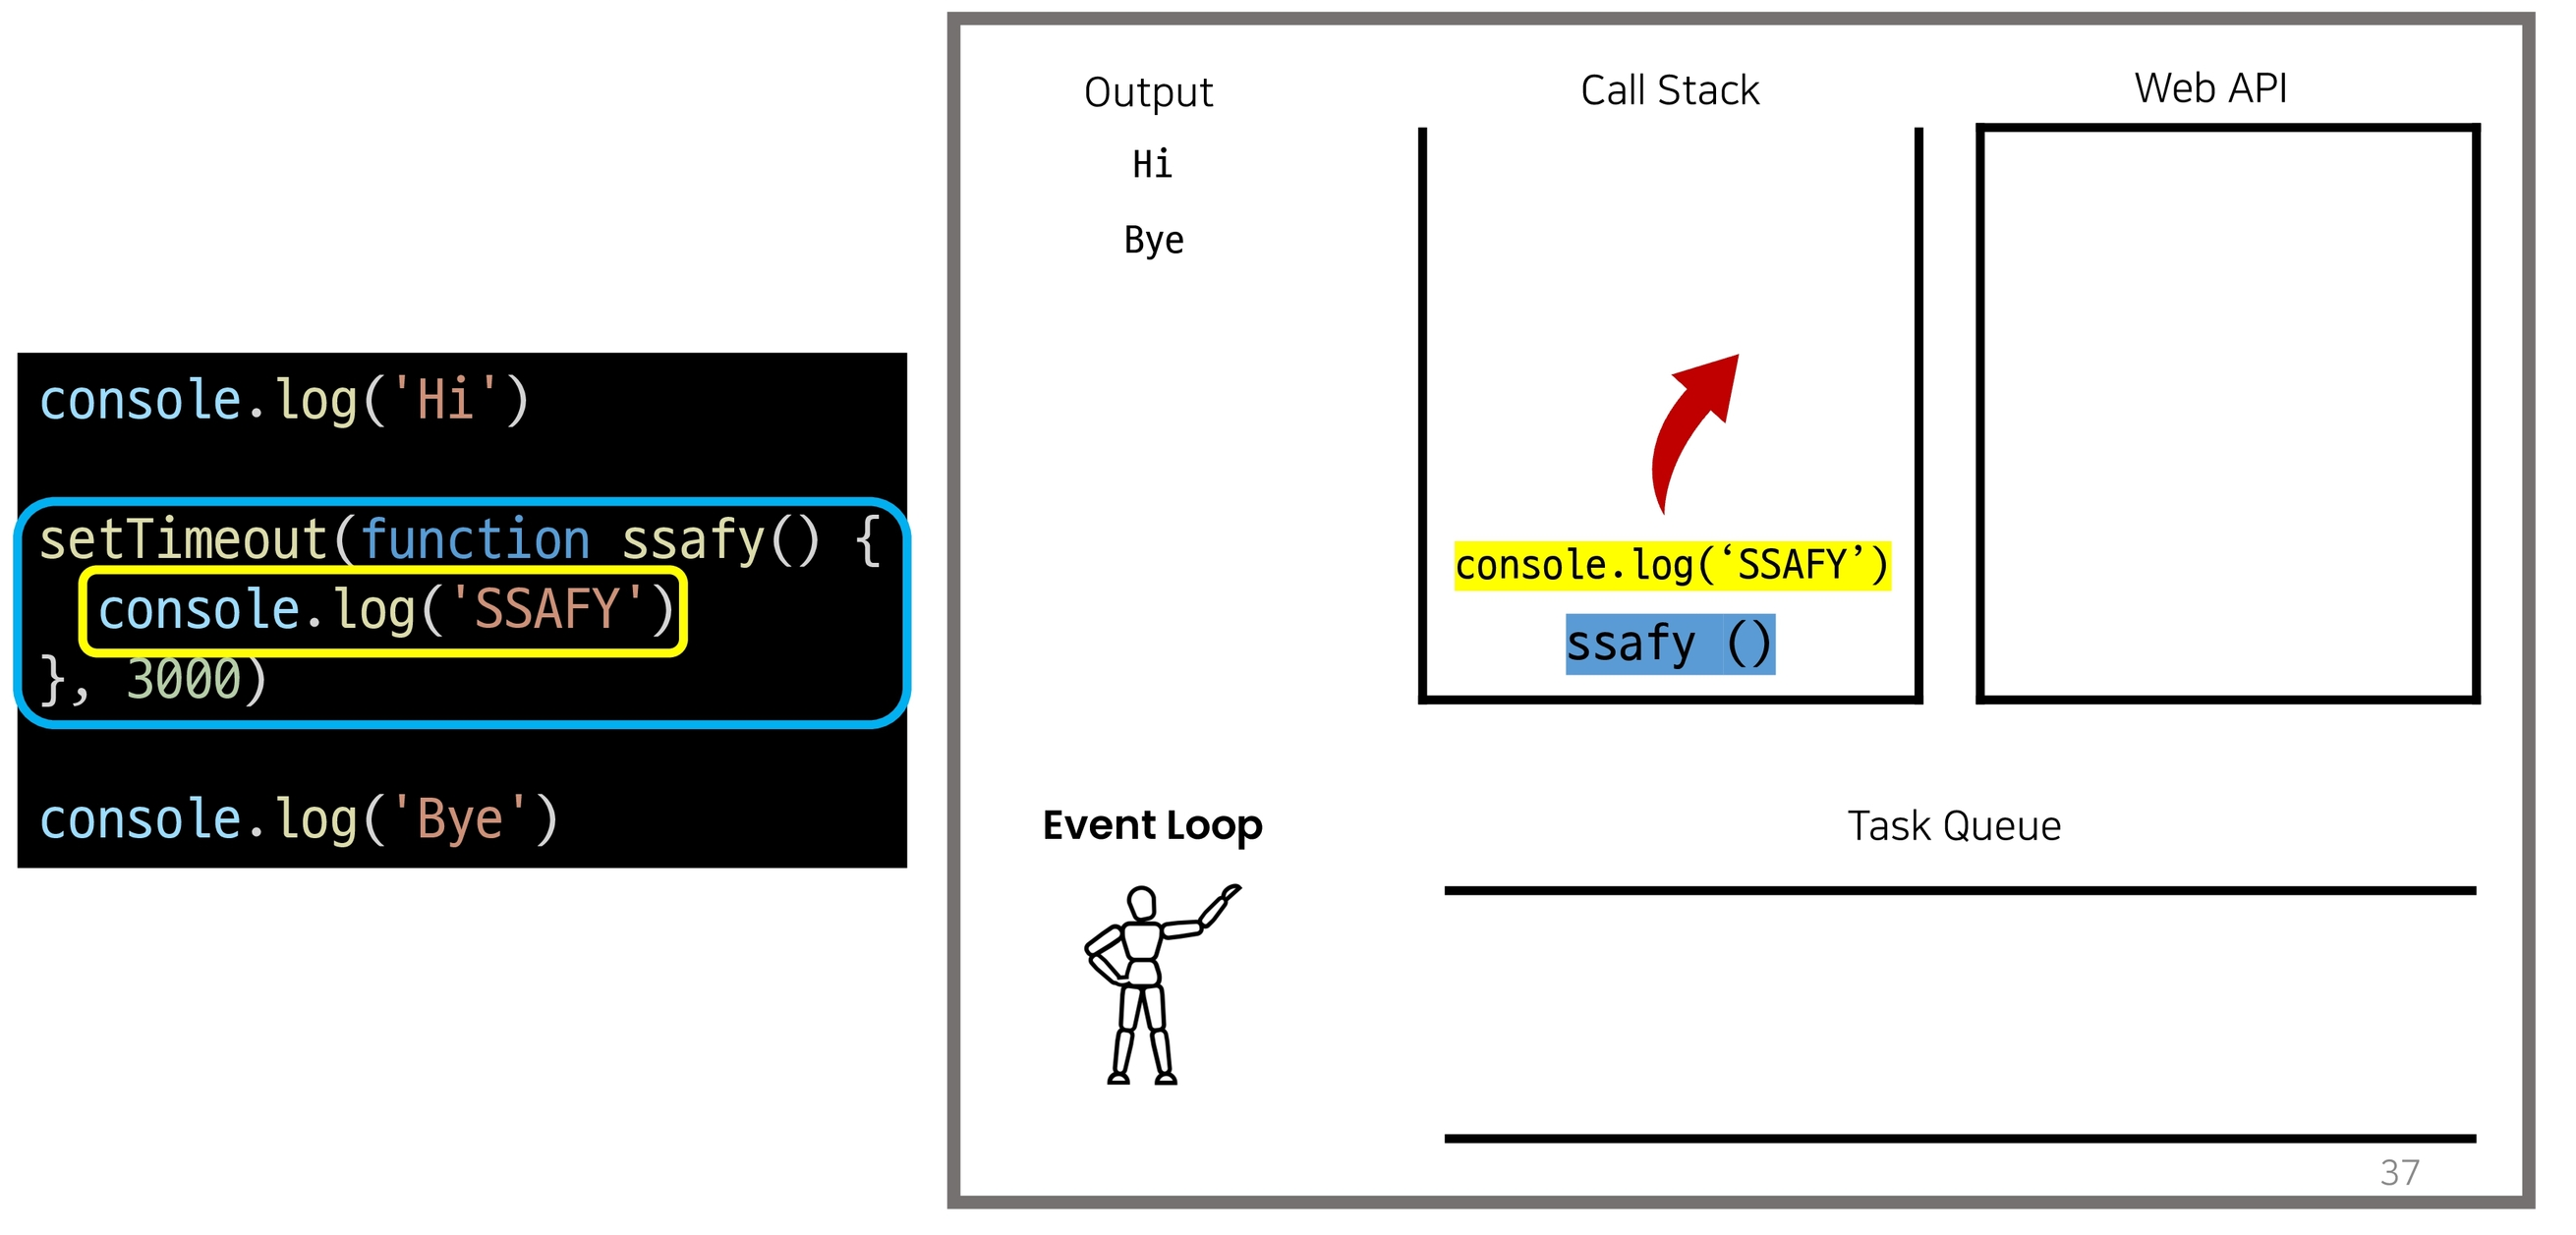 console.log('Hi')
setTimeout(function ssafy() {
  console.log('SSAFY')
}, 3000)
console.log('Bye')
Output
Hi
Bye
Call Stack
console.log(‘SSAFY’)
ssafy ()
Web API
Event Loop
Task Queue
37